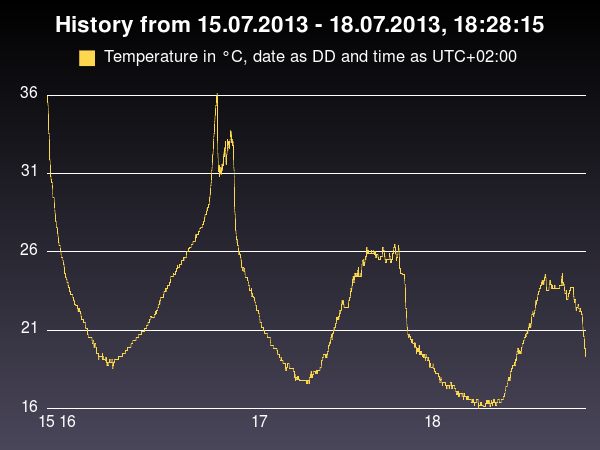 History from 15.07.2013 - 18.07.2013, 18:28:15
Temperature in °C, date as DD and time as UTC+02:00
36
31
26
21
16
15 16 17 18